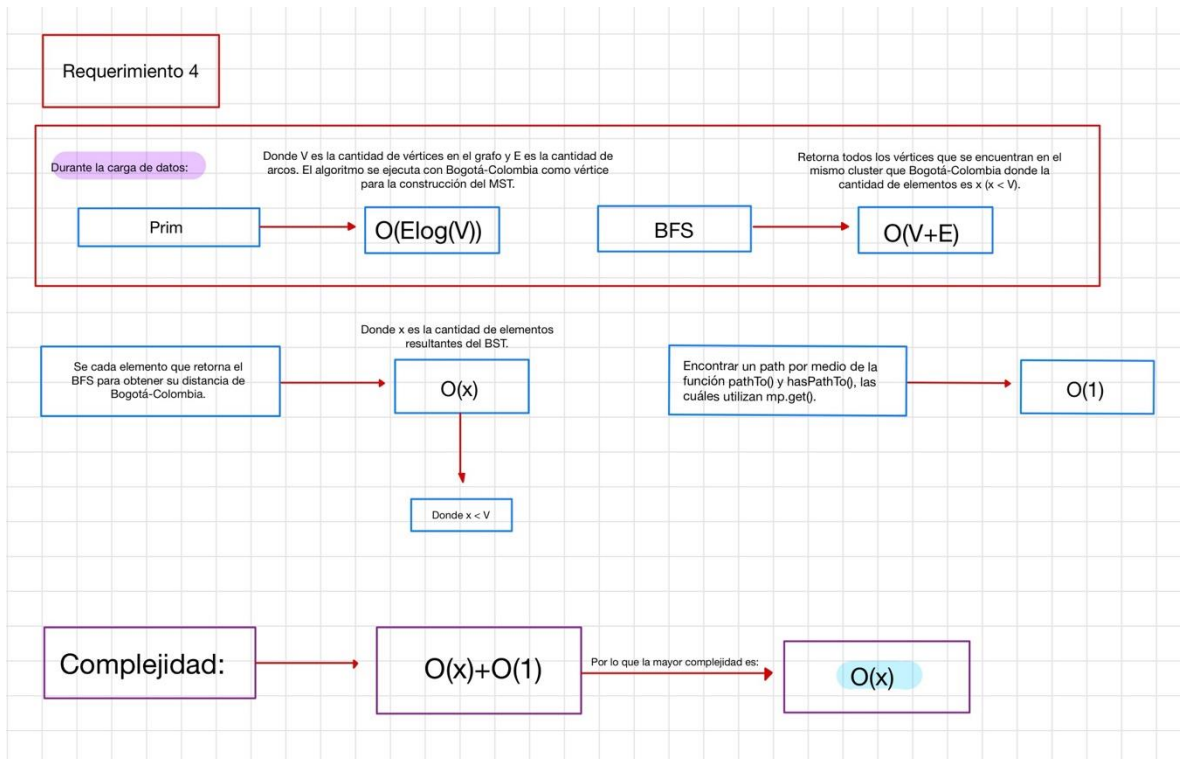 Requerimiento 4
Durante la carga de datos:
Donde V es la cantidad de vértices en el grafo y E es la cantidad de
arcos. El algoritmo se ejecuta con Bogotá-Colombia como vértice
para la construcción del MST.
Retorna todos los vértices que se encuentran en el
mismo cluster que Bogotá-Colombia donde la
cantidad de elementos es x (x < V).
Prim
O(Elog(V))
BFS
O(V+E)
Donde x es la cantidad de elementos
resultantes del BST.
Se cada elemento que retorna el
BFS para obtener su distancia de
Bogotá-Colombia.
O(x)
Encontrar un path por medio de la
función pathTo() y hasPathTo(), las
cuáles utilizan mp.get().
O(1)
Donde x < V
Complejidad:
O(x)+O(1)
Por lo que la mayor complejidad es:
O(x)